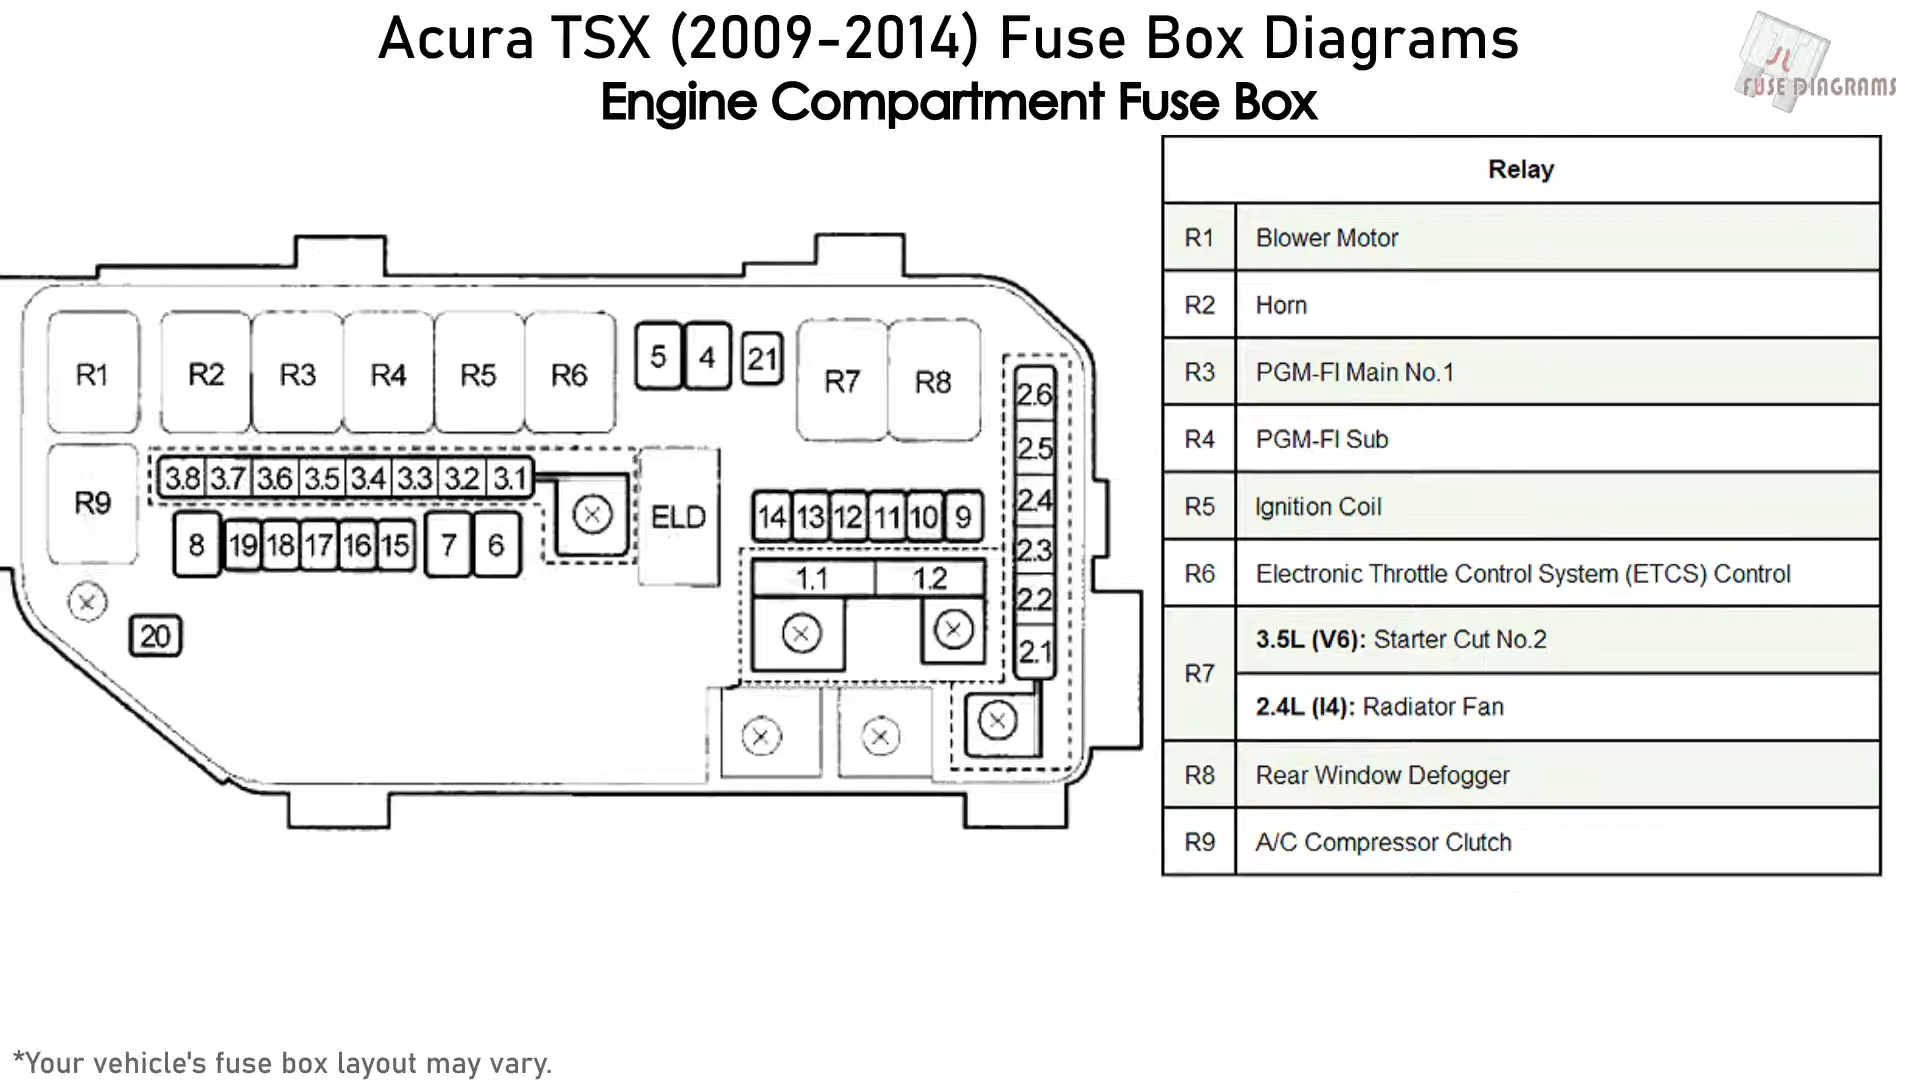 Acura TSX (2009-2014) Fuse Box Diagrams
Engine Compartment Fuse Box
JL
FUSE DIAGRAMS
R1
R2
R3
R4
R5
R6
5
4
21
R7
R8
2.6
2.5
2.4
2.3
2.2
2.1
R9
3.8
3.7
3.6
3.5
3.4
3.3
3.2
3.1
ELD
8
19
18
17
16
15
7
6
14
13
12
11
10
9
1.1
1.2
20
Relay
R1 Blower Motor
R2 Horn
R3 PGM-FI Main No.1
R4 PGM-FI Sub
R5 Ignition Coil
R6 Electronic Throttle Control System (ETCS) Control
R7 3.5L (V6): Starter Cut No.2
2.4L (I4): Radiator Fan
R8 Rear Window Defogger
R9 A/C Compressor Clutch
*Your vehicle's fuse box layout may vary.